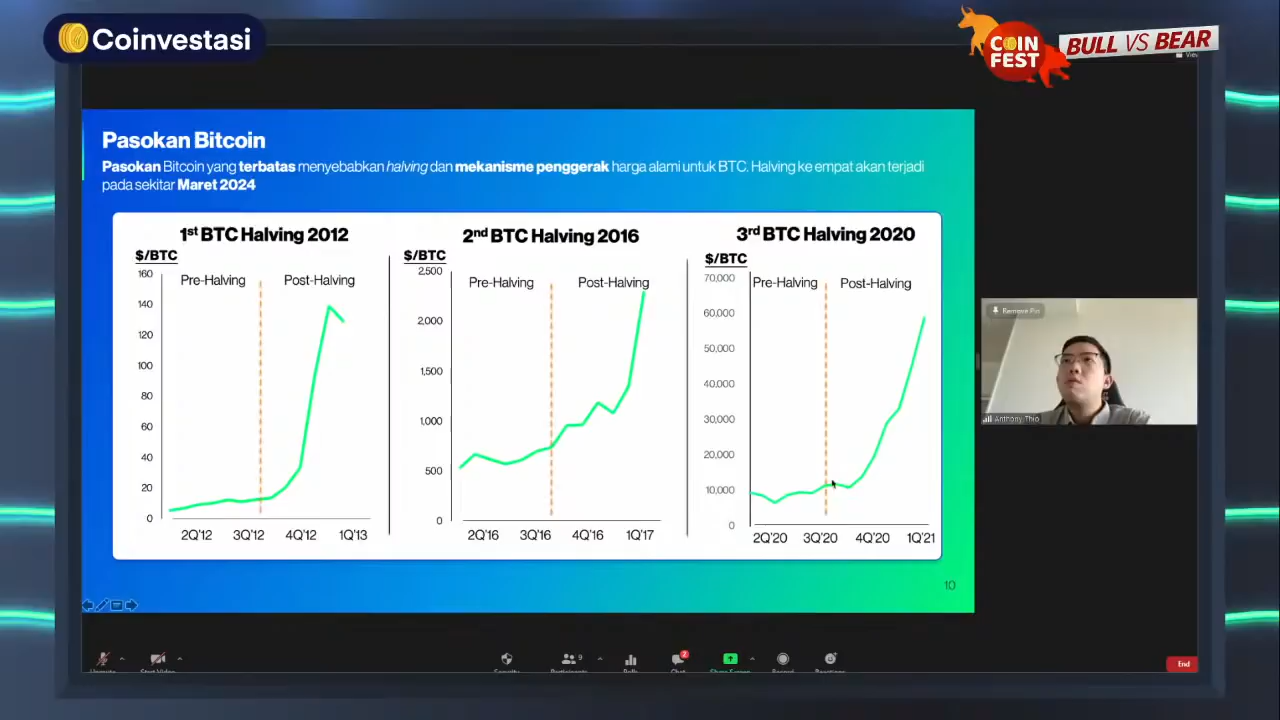 Coinvestasi
COIN
FEST
BULL VS BEAR
View
Pasokan Bitcoin
Pasokan Bitcoin yang terbatas menyebabkan halving dan mekanisme penggerak harga alami untuk BTC. Halving ke empat akan terjadi
pada sekitar Maret 2024
1st BTC Halving 2012
$/BTC
160
140
120
100
80
60
40
20
0
Pre-Halving
Post-Halving
2Q'12
3Q'12
4Q'12
1Q'13
2nd BTC Halving 2016
$/BTC
2,500
2,000
1,500
1,000
500
0
Pre-Halving
Post-Halving
2Q'16
3Q'16
4Q'16
1Q'17
3rd BTC Halving 2020
$/BTC
70,000
60,000
50,000
40,000
30,000
20,000
10,000
0
Pre-Halving
Post-Halving
2Q'20
3Q'20
4Q'20
1Q'21
10
Remove Pin
Anthony Thio
9
2
End